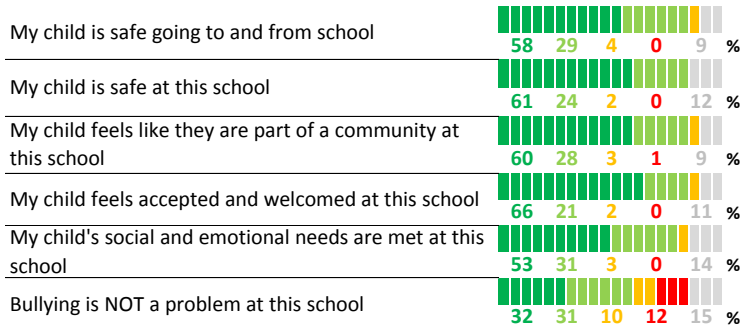 My child is safe going to and from school
58 29 4 0 9 %
My child is safe at this school
61 24 2 0 12 %
My child feels like they are part of a community at
this school
60 28 3 1 9 %
My child feels accepted and welcomed at this school
66 21 2 0 11 %
My child's social and emotional needs are met at this
school
53 31 3 0 14 %
Bullying is NOT a problem at this school
32 31 10 12 15 %